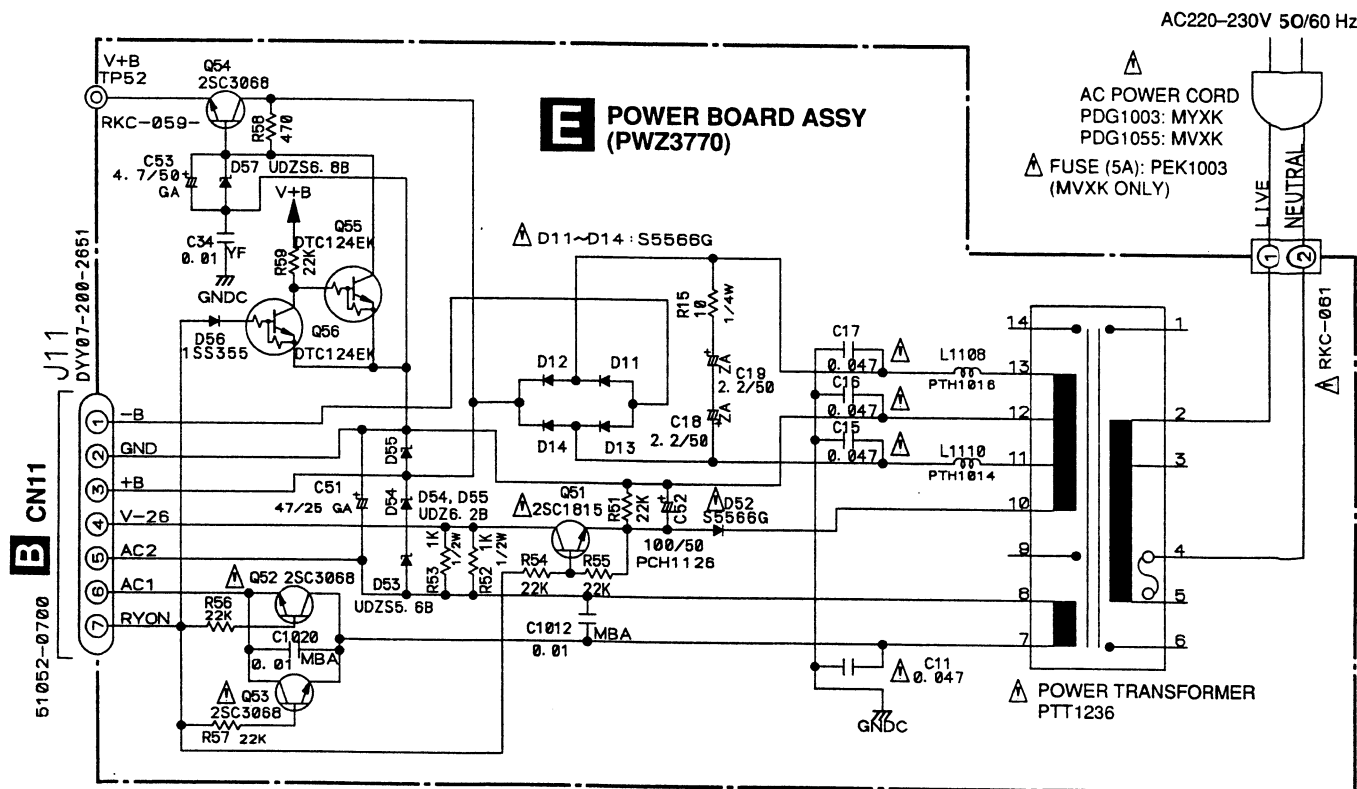 AC220–230V 50/60 Hz
AC POWER CORD
PDG1003: MYXK
PDG1055: MVXK
FUSE (5A): PEK1003
(MVXK ONLY)
LIVE
NEUTRAL
1
2
RKC-061
E POWER BOARD ASSY
(PWZ3770)
V+B
TP52
Q54
2SC3068
RKC-059-
R58
470
C53
4.7/50
+
GA
D57
UDZS6.8B
V+B
C34
0.01
YF
GNDC
R59
22K
Q55
DTC124EK
Q56
DTC124EK
D56
1SS355
J11
DYY07-200-2651
D11~D14:S5566G
D12
D11
D14
D13
R15
10
1/4W
ZA
C19
2.2/50
C18
2.2/50
ZA
C17
0.047
C16
0.047
C15
0.047
L1108
PTH1016
L1110
PTH1014
14
13
12
11
10
9
8
7
1
2
3
4
5
6
B CN11
51052-0700
1 -B
2 GND
3 +B
4 V-26
5 AC2
6 AC1
7 RYON
C51
47/25 GA
D55
D54
D54, D55
UDZ6.2B
D53
UDZS5.6B
R53
1K
1/2W
R52
1K
1/2W
Q51
2SC1815
R51
22K
C52
100/50
PCH1126
D52
S5566G
R54
22K
R55
22K
Q52 2SC3068
R56
22K
C1020
0.01
MBA
Q53
2SC3068
R57 22K
C1012
0.01
MBA
C11
0.047
GNDC
POWER TRANSFORMER
PTT1236